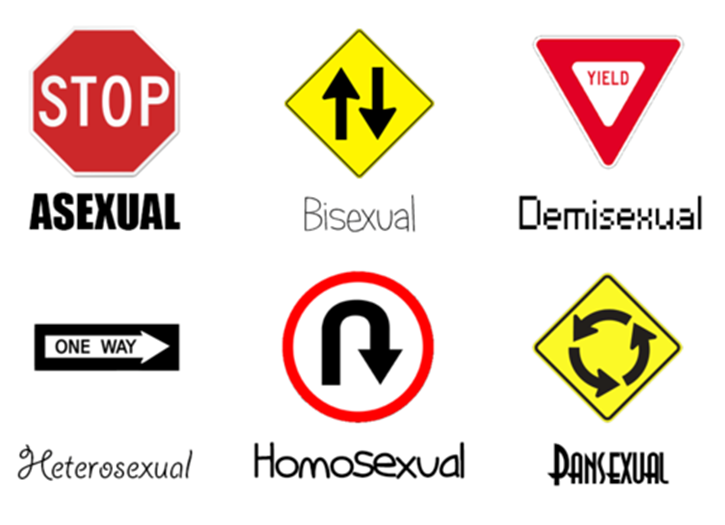 STOP
YIELD
ASEXUAL
Bisexual
Demisexual
ONE WAY
Heterosexual
Homosexual
PANSEXUAL